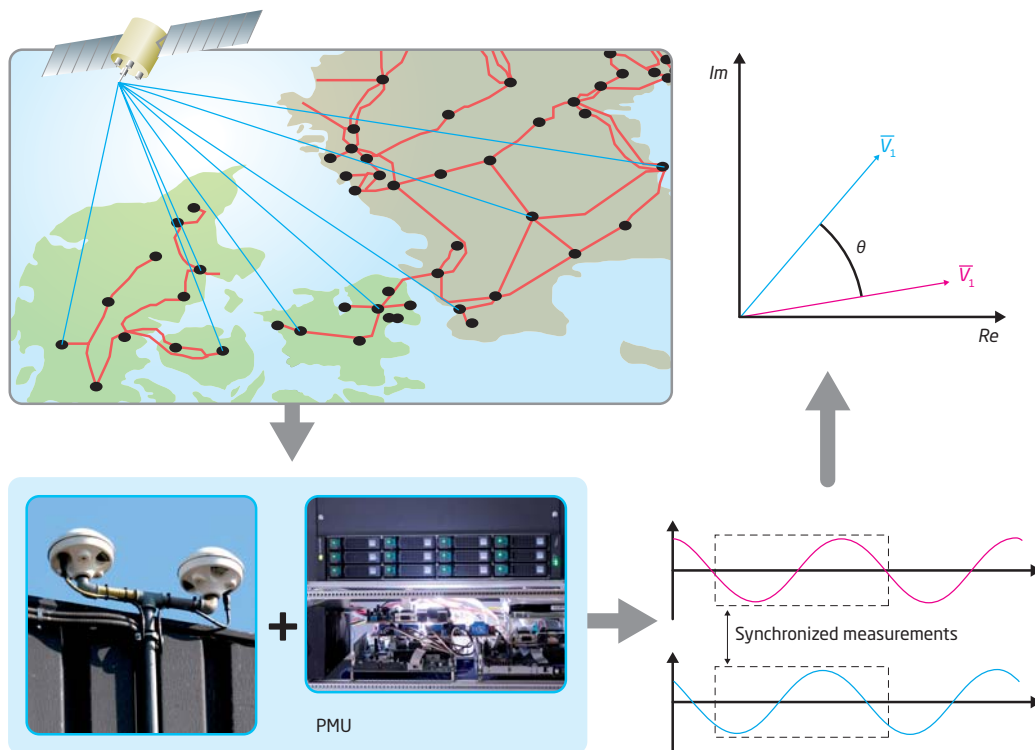 Im
V̅₁
θ
V̅₁
Re
Synchronized measurements
PMU